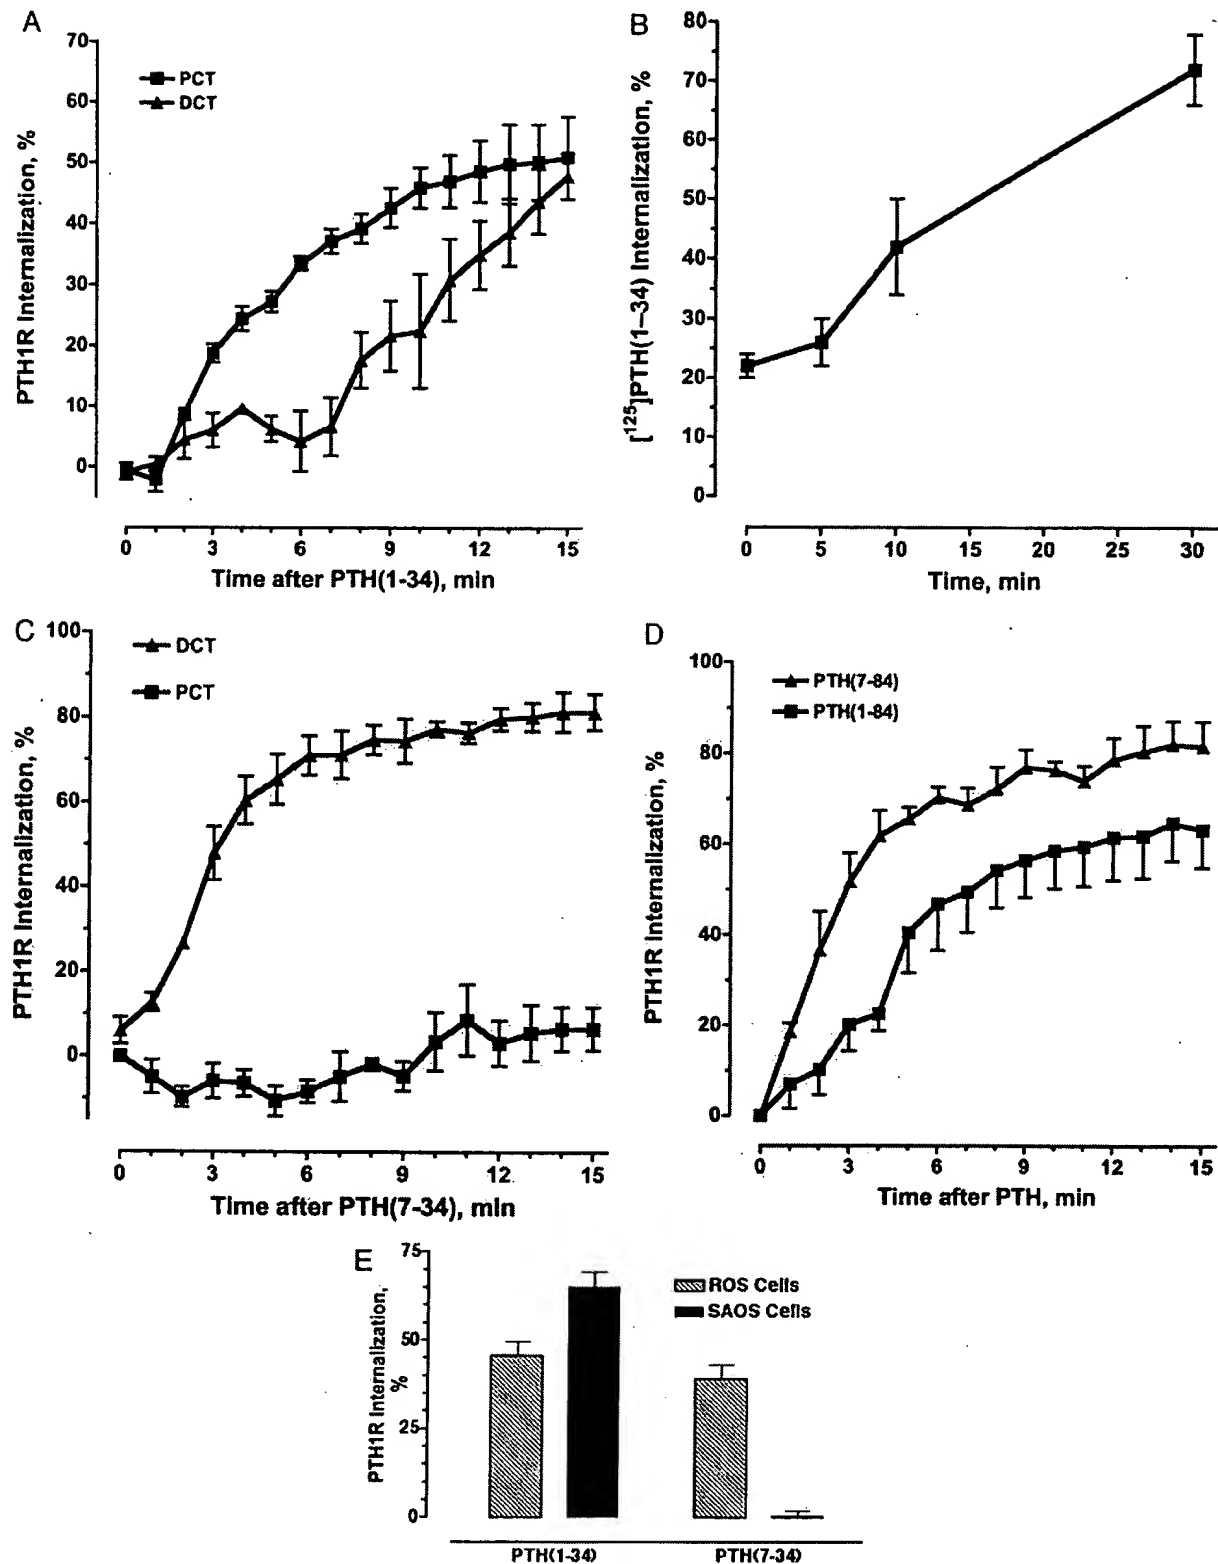 A
70
60
50
40
30
20
10
0
PTH1R Internalization, %
PCT
DCT
0 3 6 9 12 15
Time after PTH(1-34), min
B
80
70
60
50
40
30
20
10
0
[125]PTH(1–34) Internalization, %
0 5 10 15 20 25 30
Time, min
C
100
80
60
40
20
0
PTH1R Internalization, %
DCT
PCT
0 3 6 9 12 15
Time after PTH(7-34), min
D
100
80
60
40
20
0
PTH1R Internalization, %
PTH(7-84)
PTH(1-84)
0 3 6 9 12 15
Time after PTH, min
E
75
50
25
0
PTH1R Internalization,
%
ROS Cells
SAOS Cells
PTH(1-34) PTH(7-34)